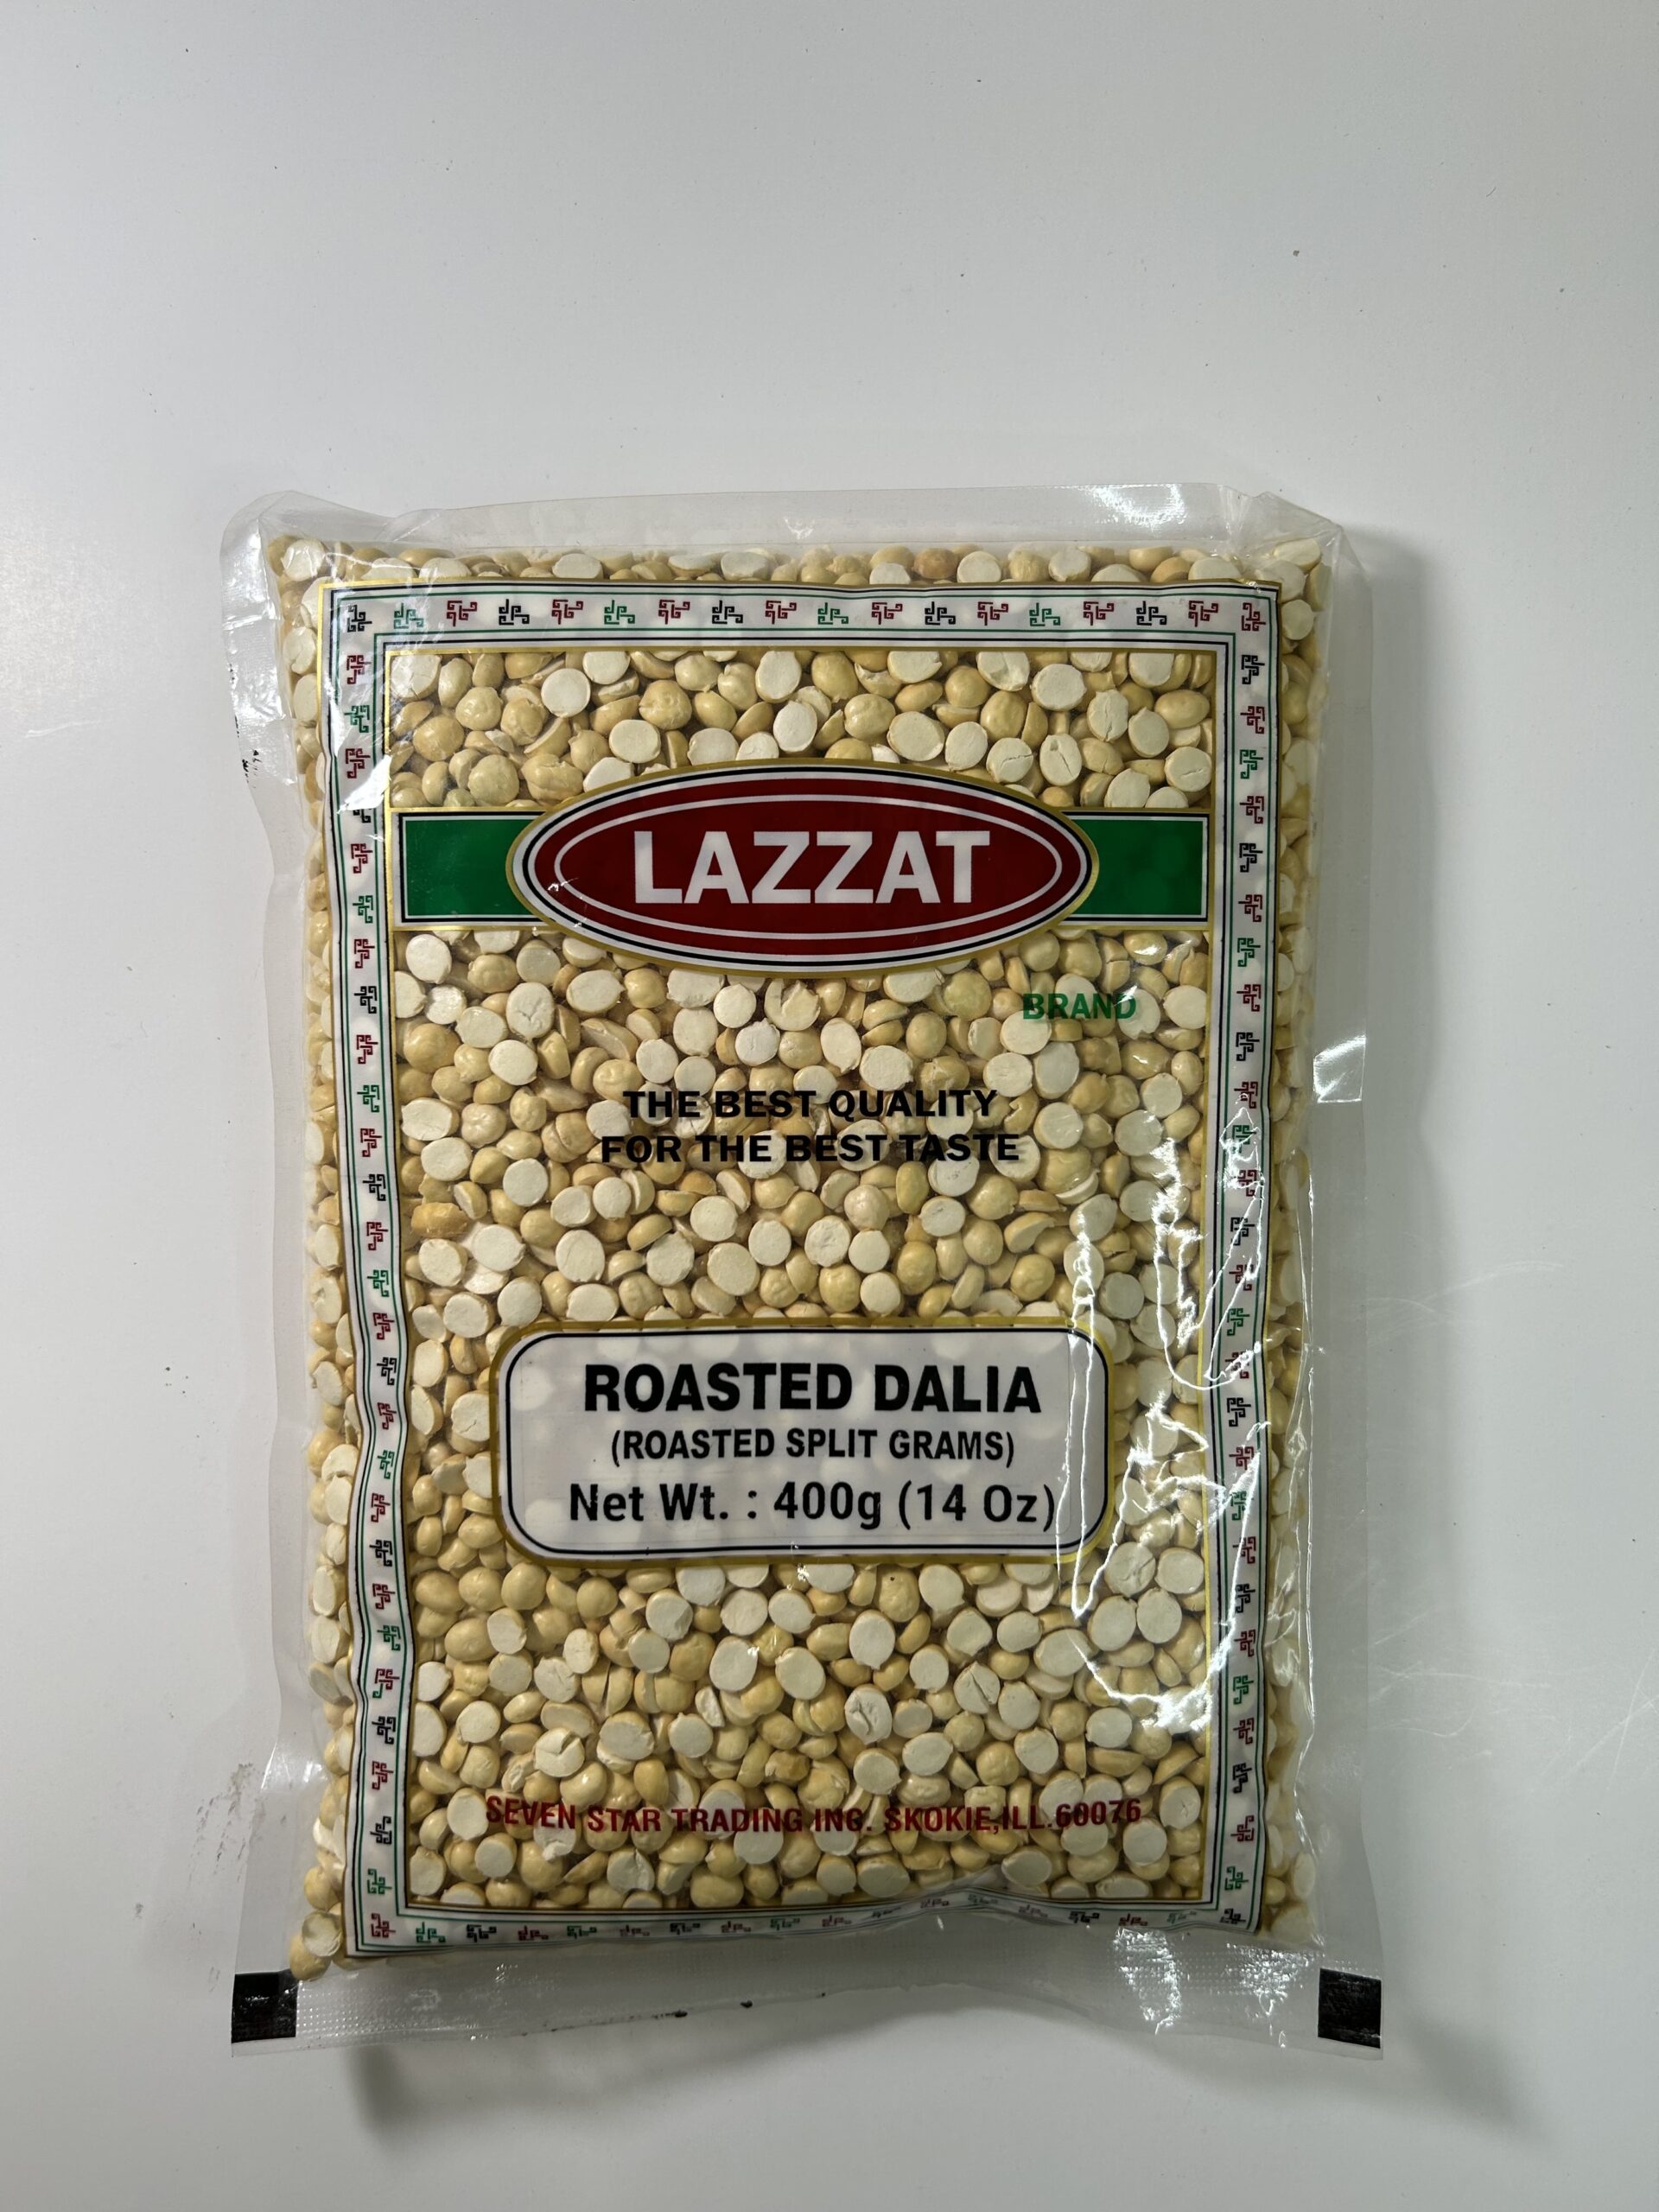 LAZZAT
BRAND
THE BEST QUALITY
FOR THE BEST TASTE
ROASTED DALIA
(ROASTED SPLIT GRAMS)
Net Wt. : 400g (14 Oz)
SEVEN STAR TRADING INC. SKOKIE,ILL.60076